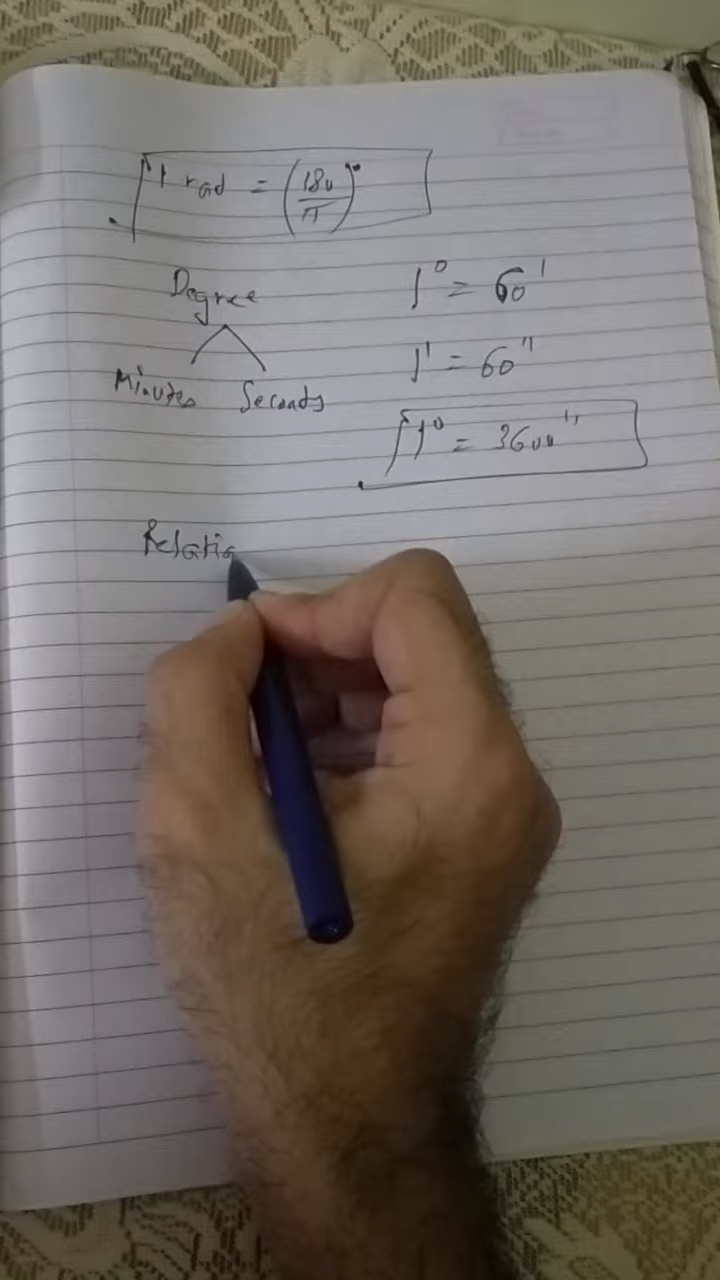 1 rad = (180/π)°
Degree
Minutes Seconds
1° = 60'
1' = 60"
1° = 3600"
Relatio